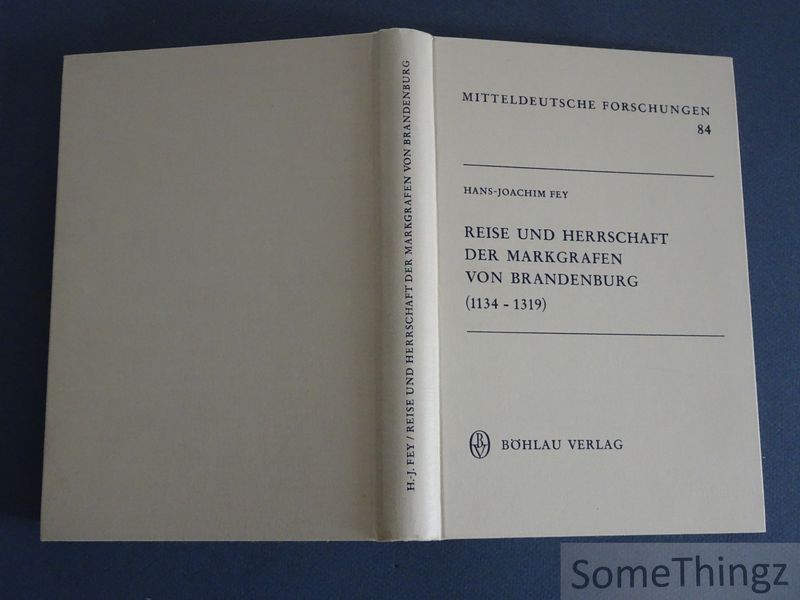 H.-J. FEY / REISE UND HERRSCHAFT DER MARKGRAFEN VON BRANDENBURG
MITTELDEUTSCHE FORSCHUNGEN
84
HANS-JOACHIM FEY
REISE UND HERRSCHAFT
DER MARKGRAFEN
VON BRANDENBURG
(1134 - 1319)
BV BÖHLAU VERLAG
SomeThingz